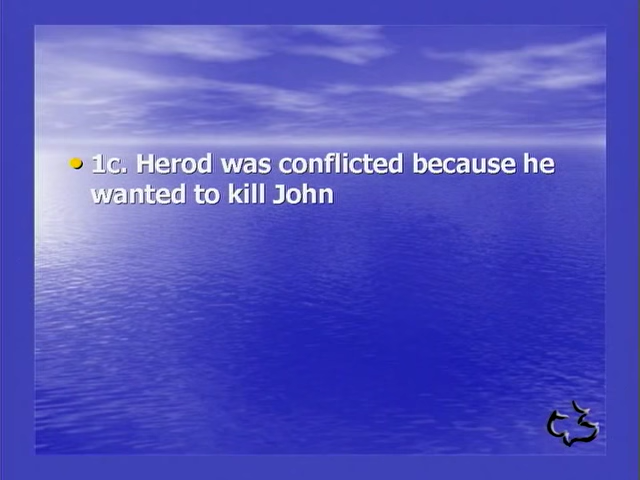 • 1c. Herod was conflicted because he
wanted to kill John